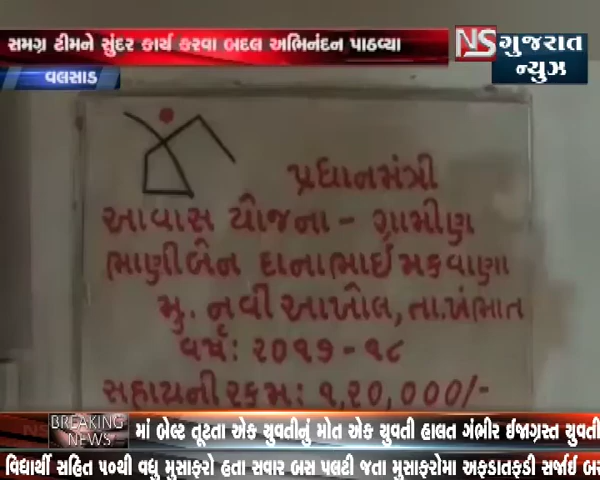 સમગ્ર ટીમને સુંદર કાર્ય કરવા બદલ અભિનંદન પાઠવ્યા
NS ગુજરાત
ન્યુઝ
વલસાડ
પ્રધાનમંત્રી
આવાસ યોજના - ગ્રામીણ
ભાણીબેન દાનાભાઈ મકવાણા
મુ. નવી આખોલ, તા.ખંભાત
વર્ષ: ૨૦૧૭-૧૮
સહાયની રકમ: ૧,૨૦,૦૦૦/-
BREAKING NEWS માં બેલ્ટ તૂટતા એક યુવતીનું મોત એક યુવતી હાલત ગંભીર ઈજાગ્રસ્ત યુવતી
વિદ્યાર્થી સહિત ૫૦થી વધુ મુસાફરો હતા સવાર બસ પલટી જતા મુસાફરોમા અફડાતફડી સર્જાઈ બસ